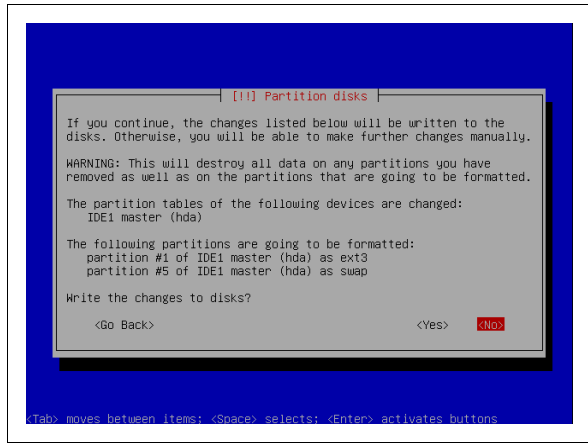 [!!] Partition disks
If you continue, the changes listed below will be written to the
disks. Otherwise, you will be able to make further changes manually.
WARNING: This will destroy all data on any partitions you have
removed as well as on the partitions that are going to be formatted.
The partition tables of the following devices are changed:
IDE1 master (hda)
The following partitions are going to be formatted:
partition #1 of IDE1 master (hda) as ext3
partition #5 of IDE1 master (hda) as swap
Write the changes to disks?
<Go Back> <Yes> <No>
<Tab> moves between items; <Space> selects; <Enter> activates buttons